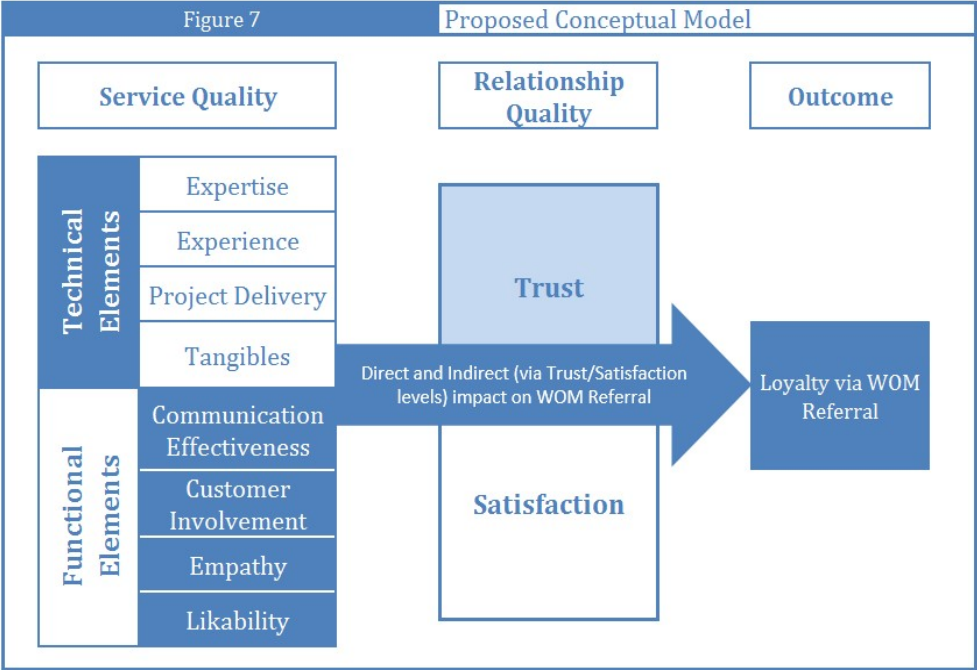 Figure 7
Proposed Conceptual Model
Service Quality
Relationship
Quality
Outcome
Technical
Elements
Expertise
Experience
Project Delivery
Tangibles
Functional
Elements
Communication
Effectiveness
Customer
Involvement
Empathy
Likability
Trust
Direct and Indirect (via Trust/Satisfaction
levels) impact on WOM Referral
Satisfaction
Loyalty via WOM
Referral